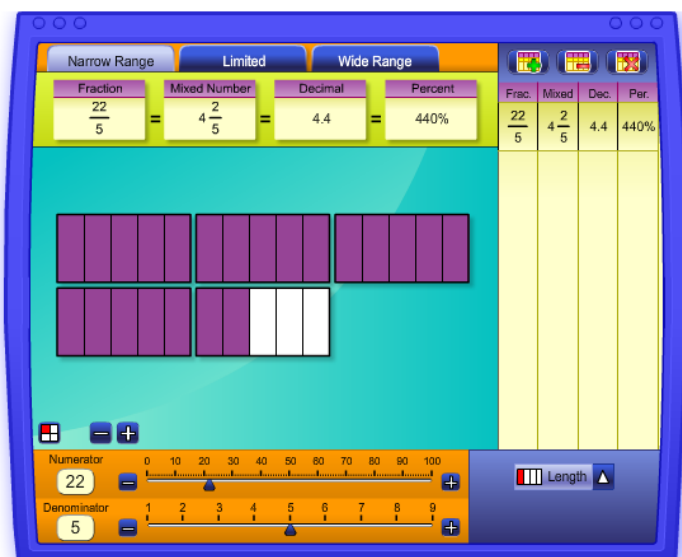 Narrow Range Limited Wide Range
Fraction Mixed Number Decimal Percent Frac. Mixed Dec. Per.
22/5 = 4 2/5 = 4.4 = 440% 22/5 4 2/5 4.4 440%
Numerator 0 10 20 30 40 50 60 70 80 90 100
22
Denominator 1 2 3 4 5 6 7 8 9
5
Length